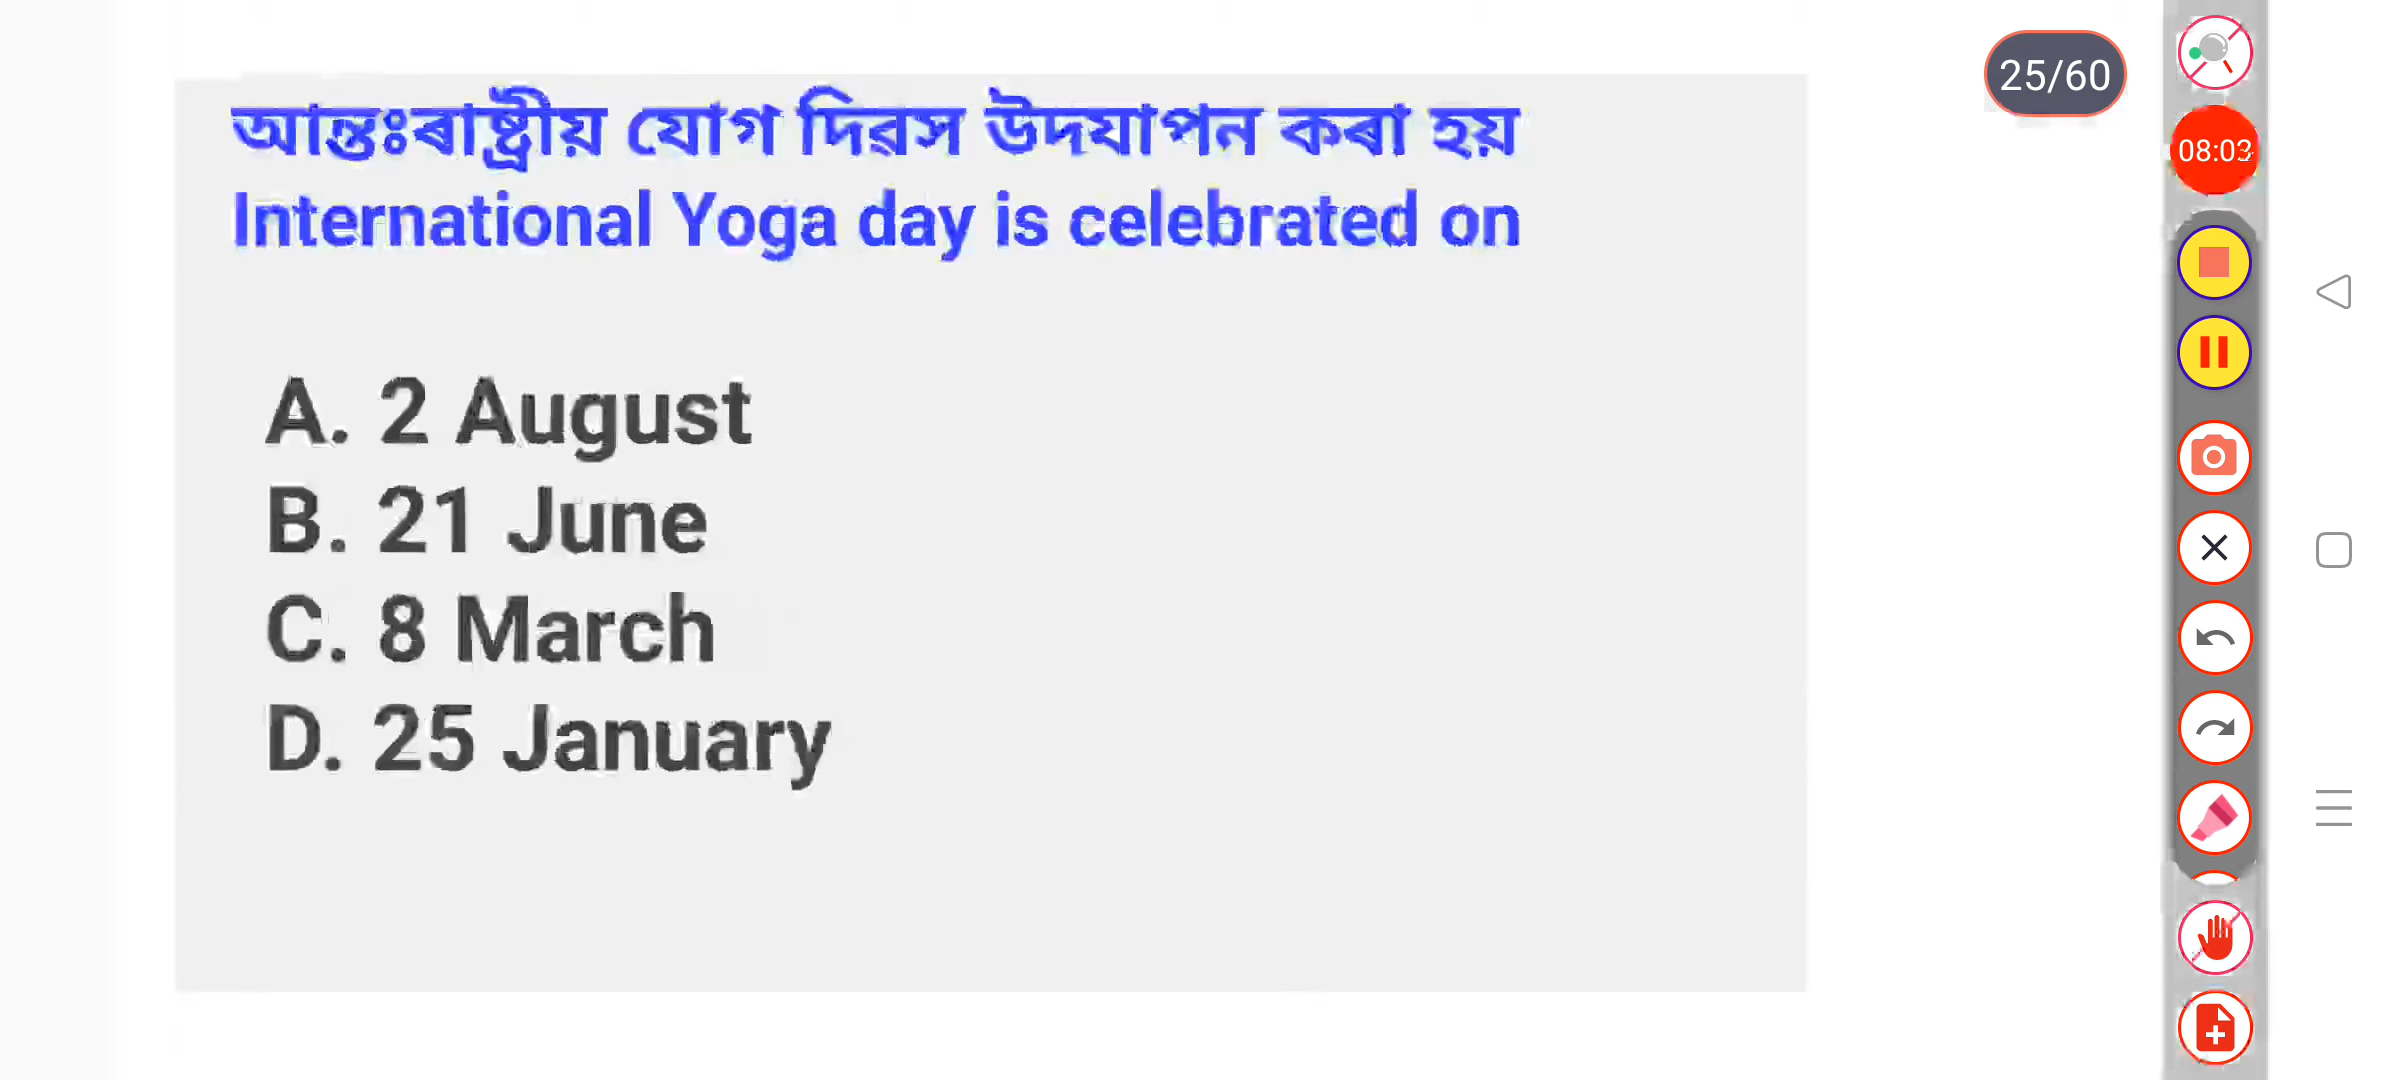 25/60
08:03
আন্তঃৰাষ্ট্ৰীয় যোগ দিৱস উদযাপন কৰা হয়
International Yoga day is celebrated on
A. 2 August
B. 21 June
C. 8 March
D. 25 January